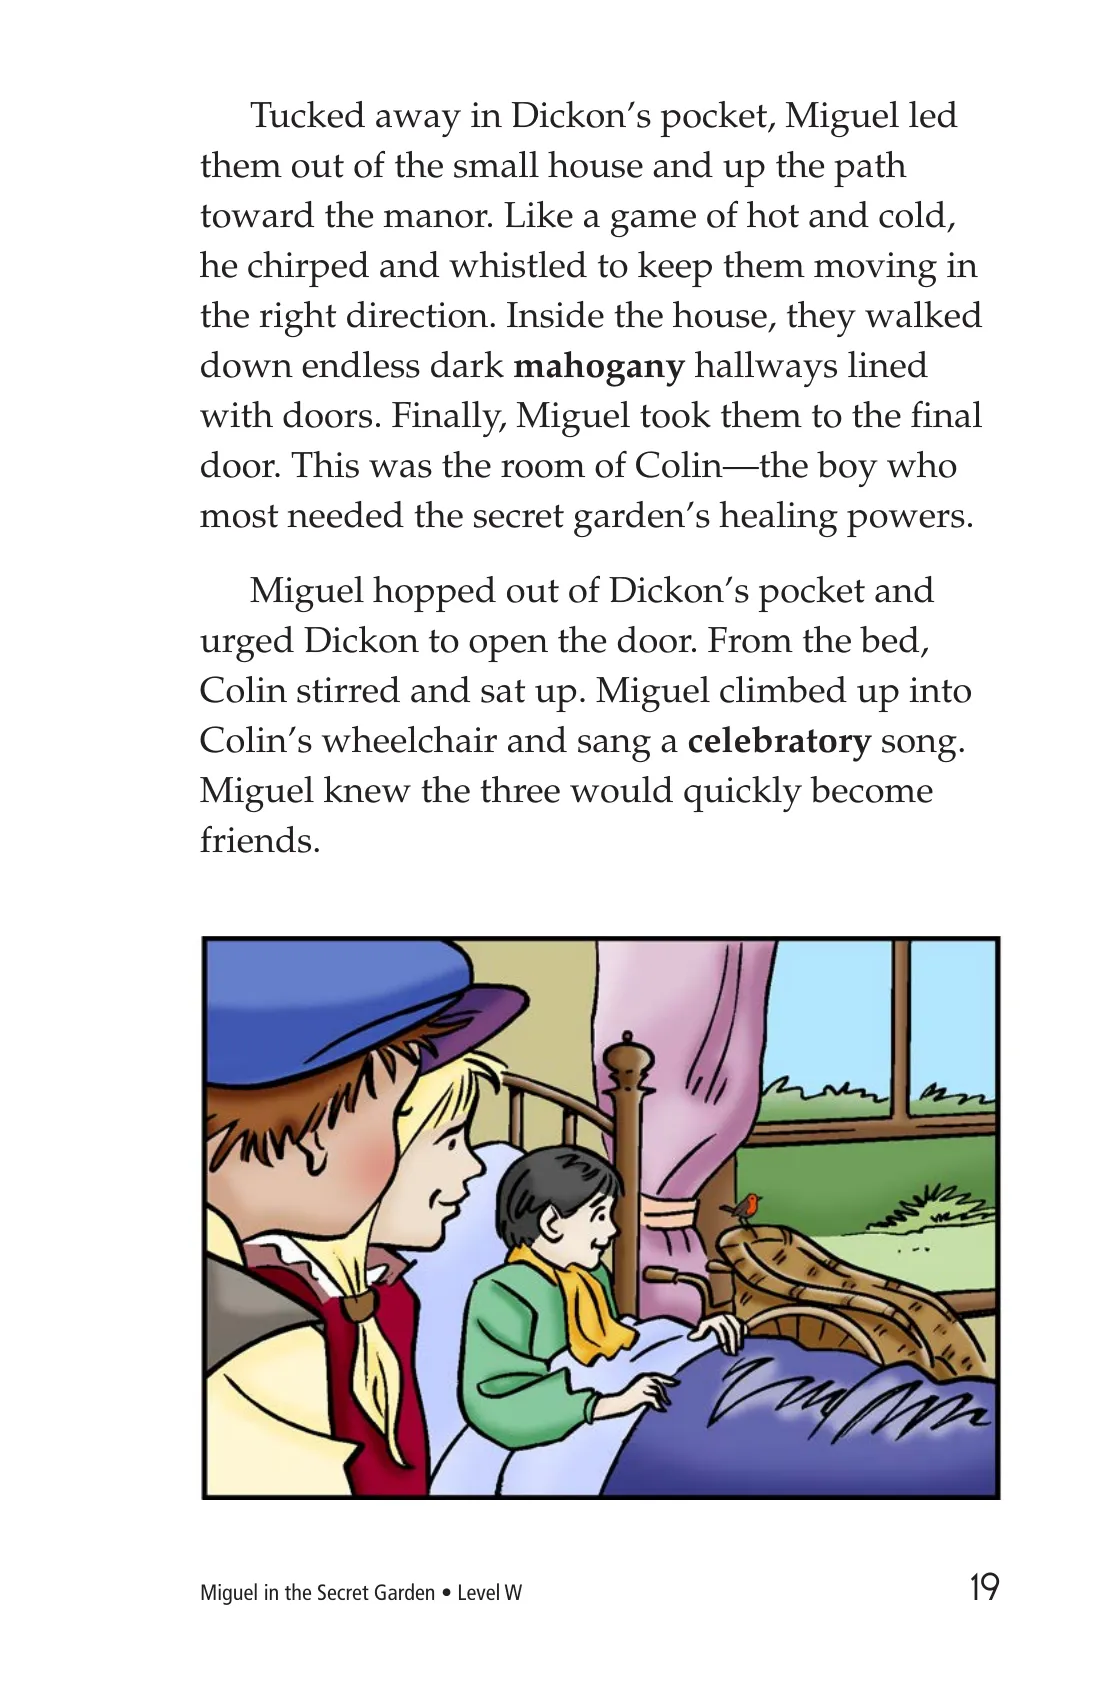 Tucked away in Dickon’s pocket, Miguel led
them out of the small house and up the path
toward the manor. Like a game of hot and cold,
he chirped and whistled to keep them moving in
the right direction. Inside the house, they walked
down endless dark mahogany hallways lined
with doors. Finally, Miguel took them to the final
door. This was the room of Colin—the boy who
most needed the secret garden’s healing powers.
Miguel hopped out of Dickon’s pocket and
urged Dickon to open the door. From the bed,
Colin stirred and sat up. Miguel climbed up into
Colin’s wheelchair and sang a celebratory song.
Miguel knew the three would quickly become
friends.
Miguel in the Secret Garden • Level W
19